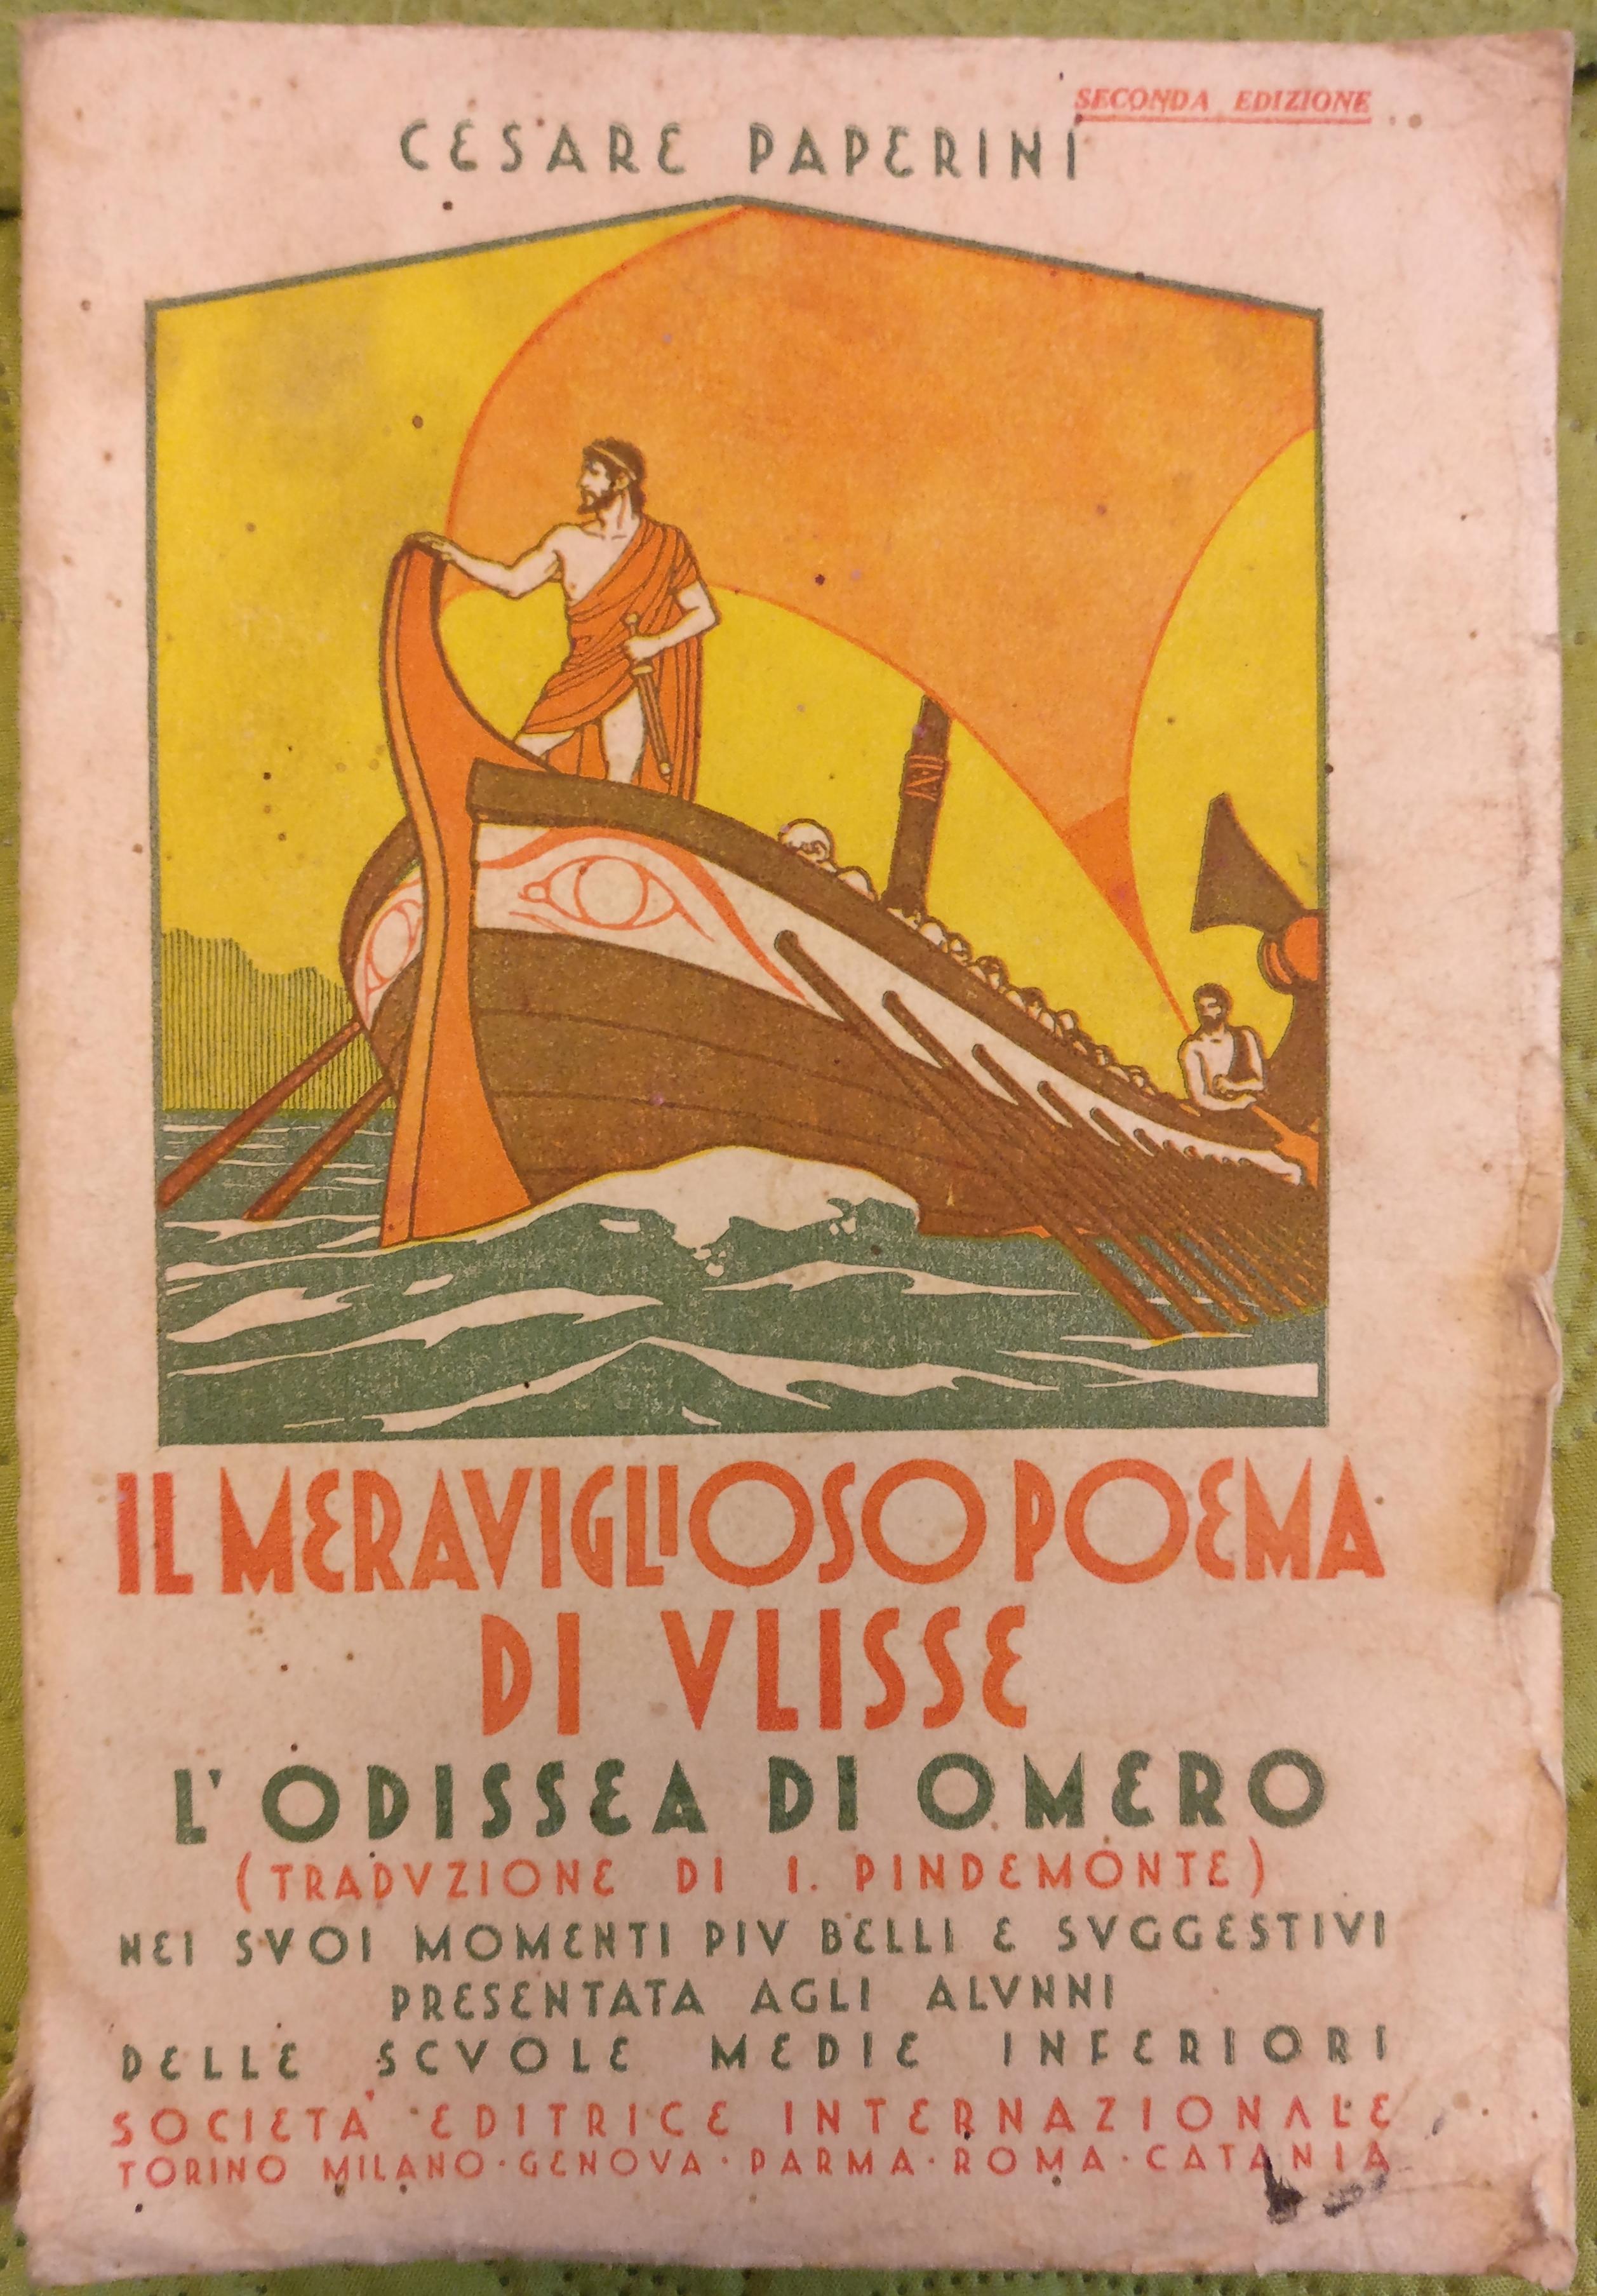 SECONDA EDIZIONE
CESARE PAPERINI
IL MERAVIGLIOSO POEMA
DI VLISSE
L'ODISSEA DI OMERO
(TRADVZIONE DI I. PINDEMONTE)
NEI SVOI MOMENTI PIV BELLI E SVGGESTIVI
PRESENTATA AGLI ALVNNI
DELLE SCVOLE MEDIE INFERIORI
SOCIETA' EDITRICE INTERNAZIONALE
TORINO MILANO·GENOVA·PARMA·ROMA·CATANIA